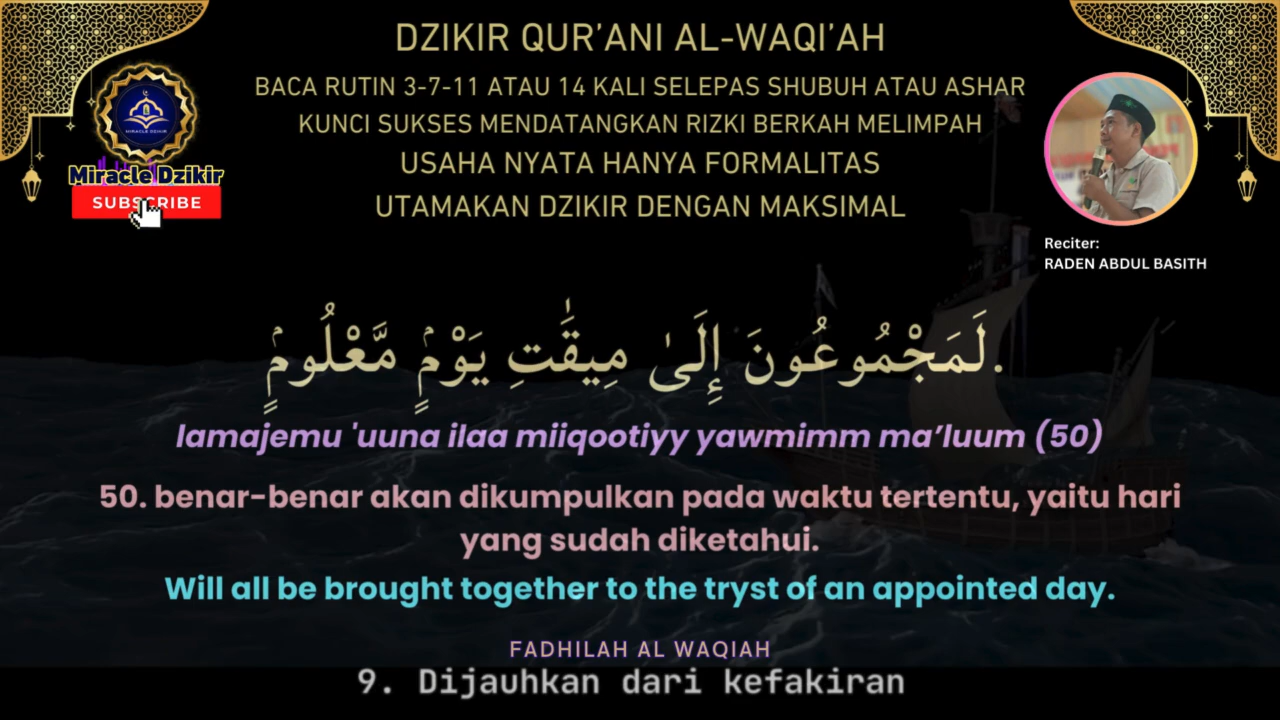 DZIKIR QUR’ANI AL-WAQI’AH
BACA RUTIN 3-7-11 ATAU 14 KALI SELEPAS SHUBUH ATAU ASHAR
KUNCI SUKSES MENDATANGKAN RIZKI BERKAH MELIMPAH
USAHA NYATA HANYA FORMALITAS
UTAMAKAN DZIKIR DENGAN MAKSIMAL
MIRACLE DZIKIR
Miracle Dzikir
SUBSCRIBE
Reciter:
RADEN ABDUL BASITH
لَمَجْمُوعُونَ إِلَىٰ مِيقَٰتِ يَوْمٍۢ مَّعْلُومٍۢ.
lamajemu 'uuna ilaa miiqootiyy yawmimm ma’luum (50)
50. benar-benar akan dikumpulkan pada waktu tertentu, yaitu hari
yang sudah diketahui.
Will all be brought together to the tryst of an appointed day.
FADHILAH AL WAQIAH
9. Dijauhkan dari kefakiran